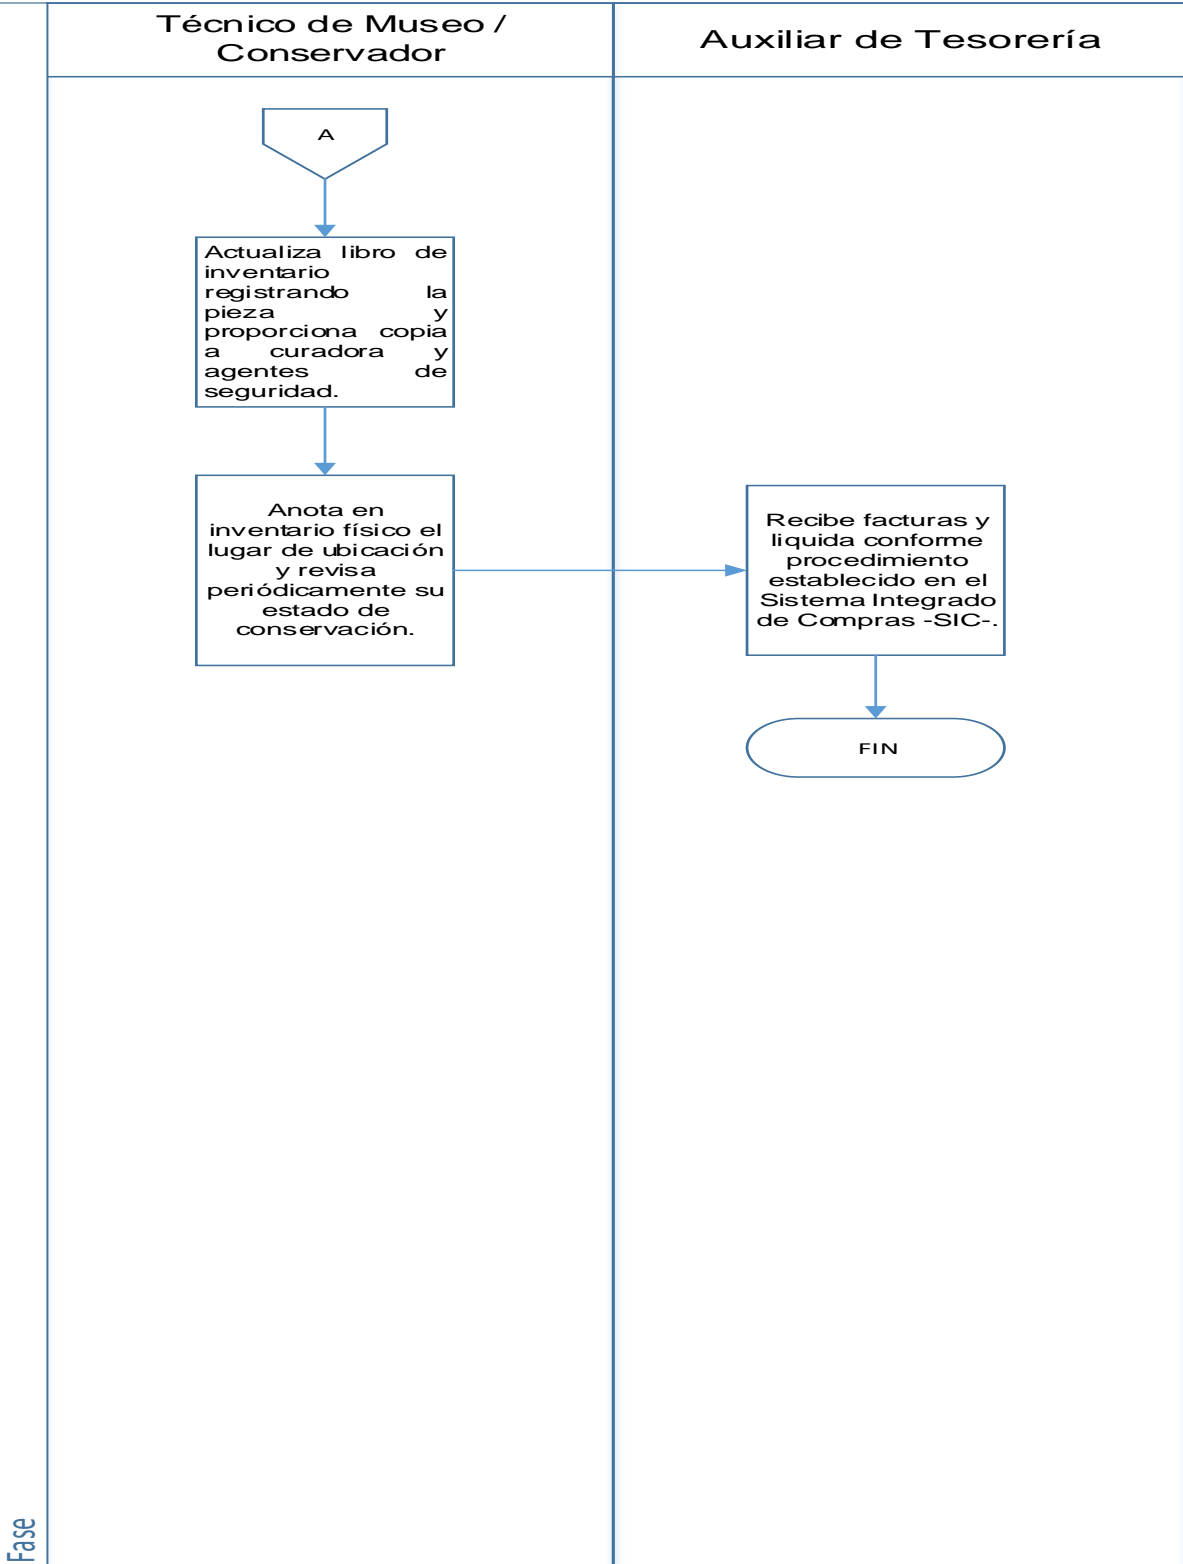 Técnico de Museo /
Conservador
Auxiliar de Tesorería
A
Actualiza libro de
inventario
registrando la
pieza y
proporciona copia
a curadora y
agentes de
seguridad.
Anota en
inventario físico el
lugar de ubicación
y revisa
periódicamente su
estado de
conservación.
Recibe facturas y
liquida conforme
procedimiento
establecido en el
Sistema Integrado
de Compras -SIC-.
FIN
Fase